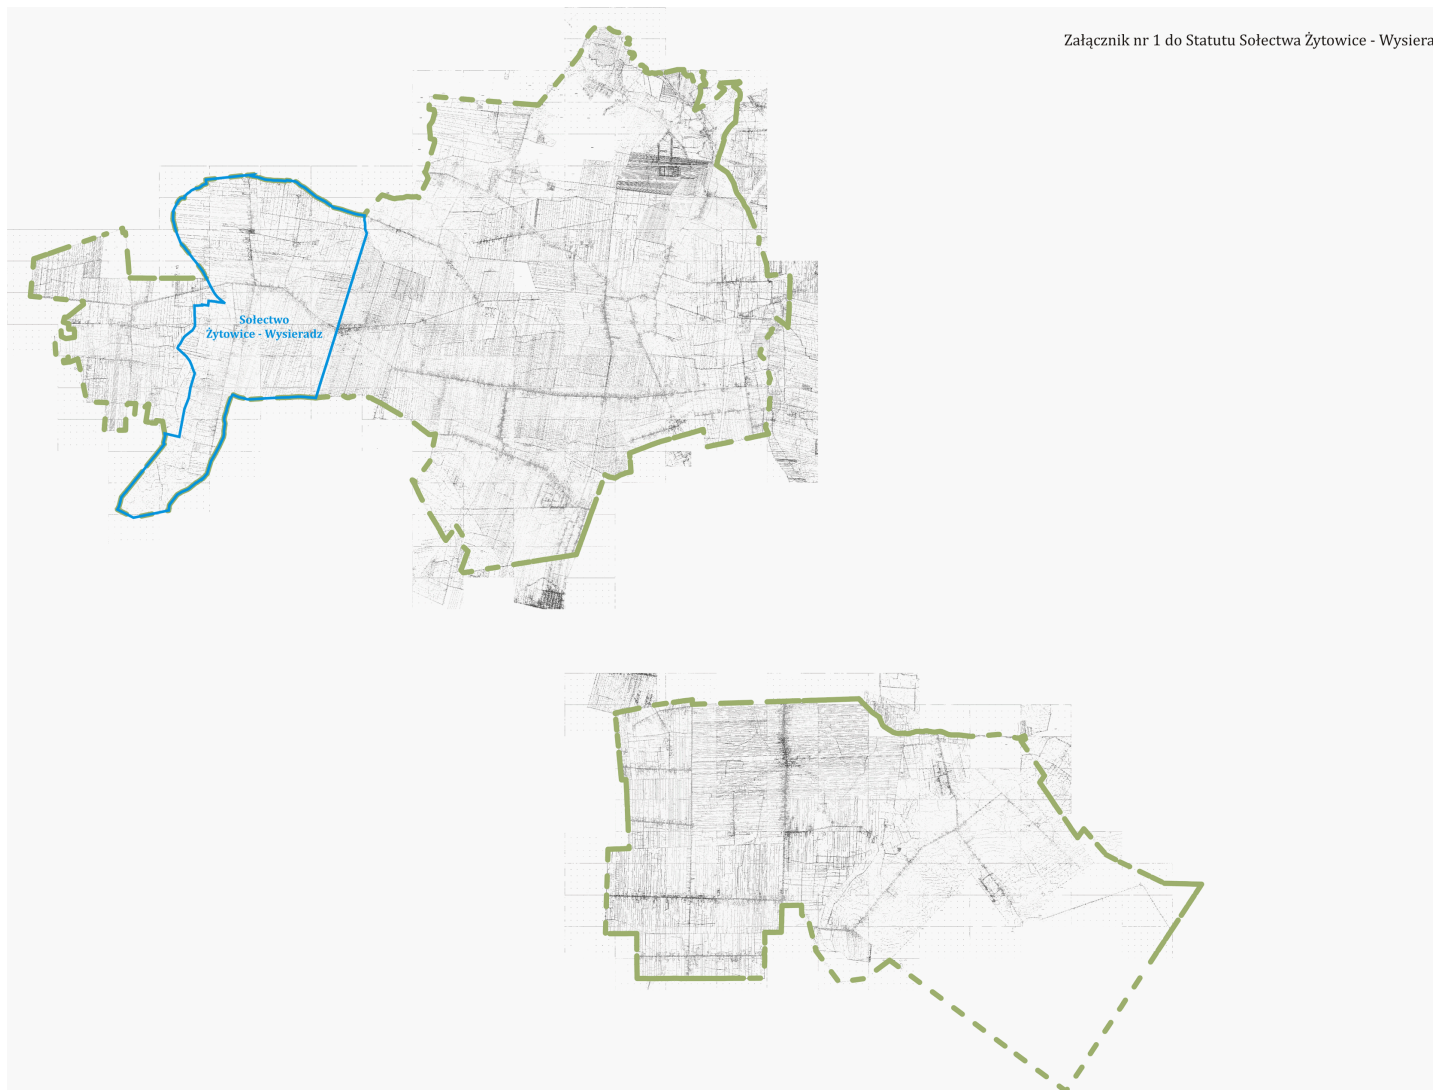 Załącznik nr 1 do Statutu Sołectwa Żytowice - Wysiera
Sołectwo
Żytowice - Wysieradz